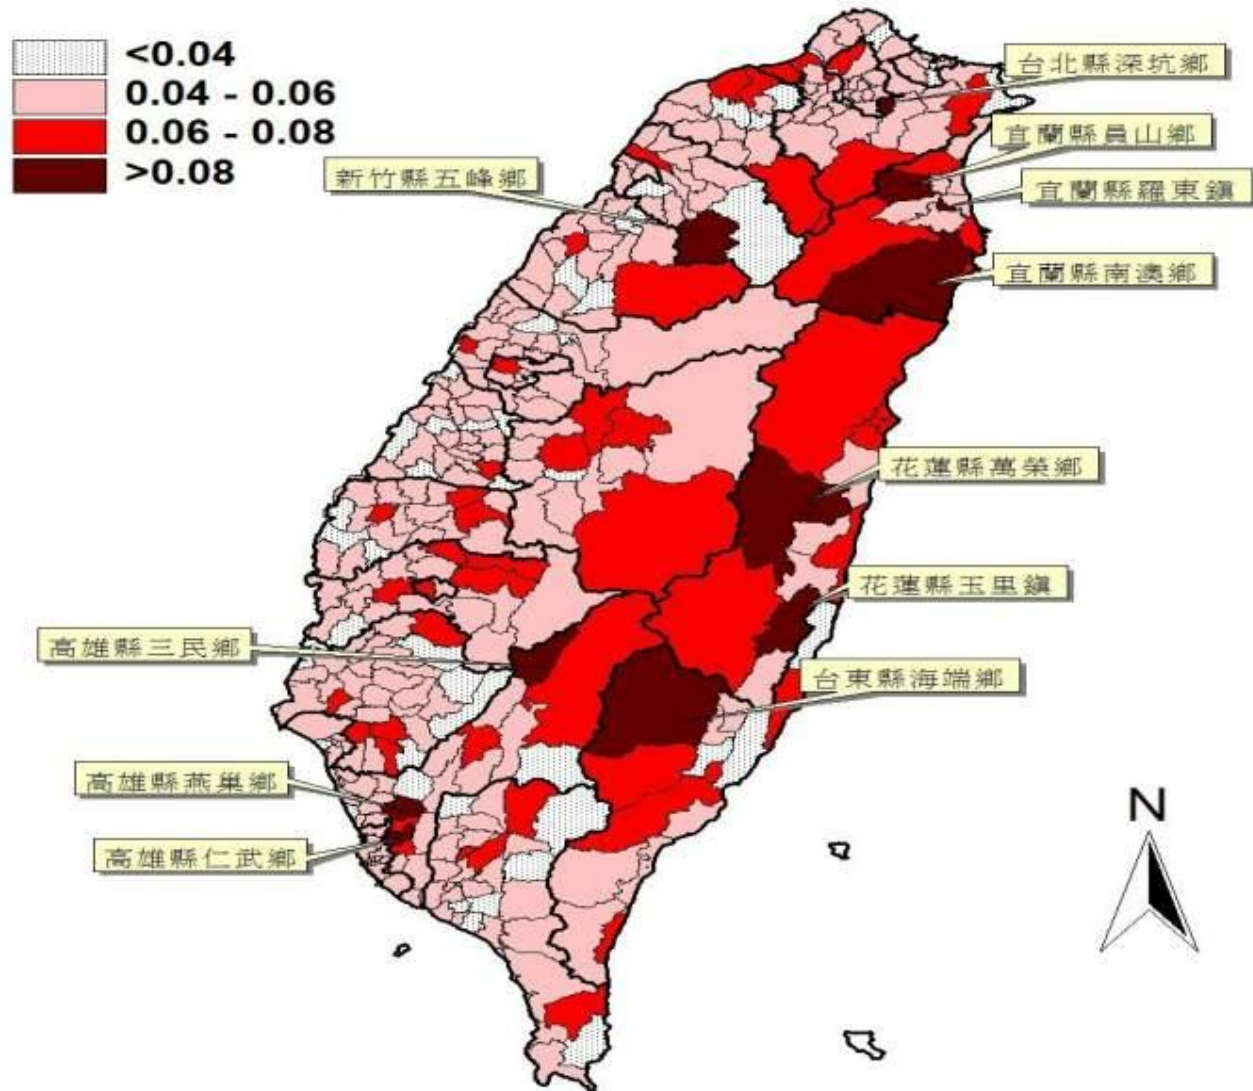 <0.04
0.04 - 0.06
0.06 - 0.08
>0.08
台北縣深坑鄉
宜蘭縣員山鄉
新竹縣五峰鄉
宜蘭縣羅東鎮
宜蘭縣南澳鄉
花蓮縣萬榮鄉
花蓮縣玉里鎮
高雄縣三民鄉
台東縣海端鄉
高雄縣燕巢鄉
高雄縣仁武鄉
N